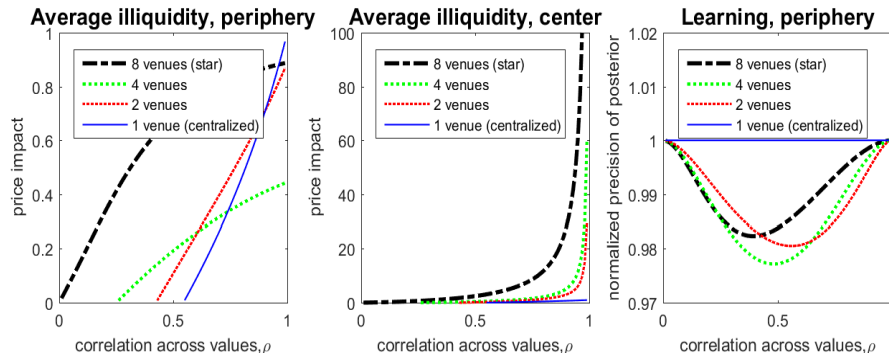 Average illiquidity, periphery
1
0.8
0.6
0.4
0.2
0
price impact
8 venues (star)
4 venues
2 venues
1 venue (centralized)
0
0.5
1
correlation across values,ρ
Average illiquidity, center
100
80
60
40
20
0
price impact
8 venues (star)
4 venues
2 venues
1 venue (centralized)
0
0.5
1
correlation across values,ρ
Learning, periphery
1.02
1.01
1
0.99
0.98
0.97
normalized precision of posterior
8 venues (star)
4 venues
2 venues
1 venue (centralized)
0
0.5
correlation across values,ρ